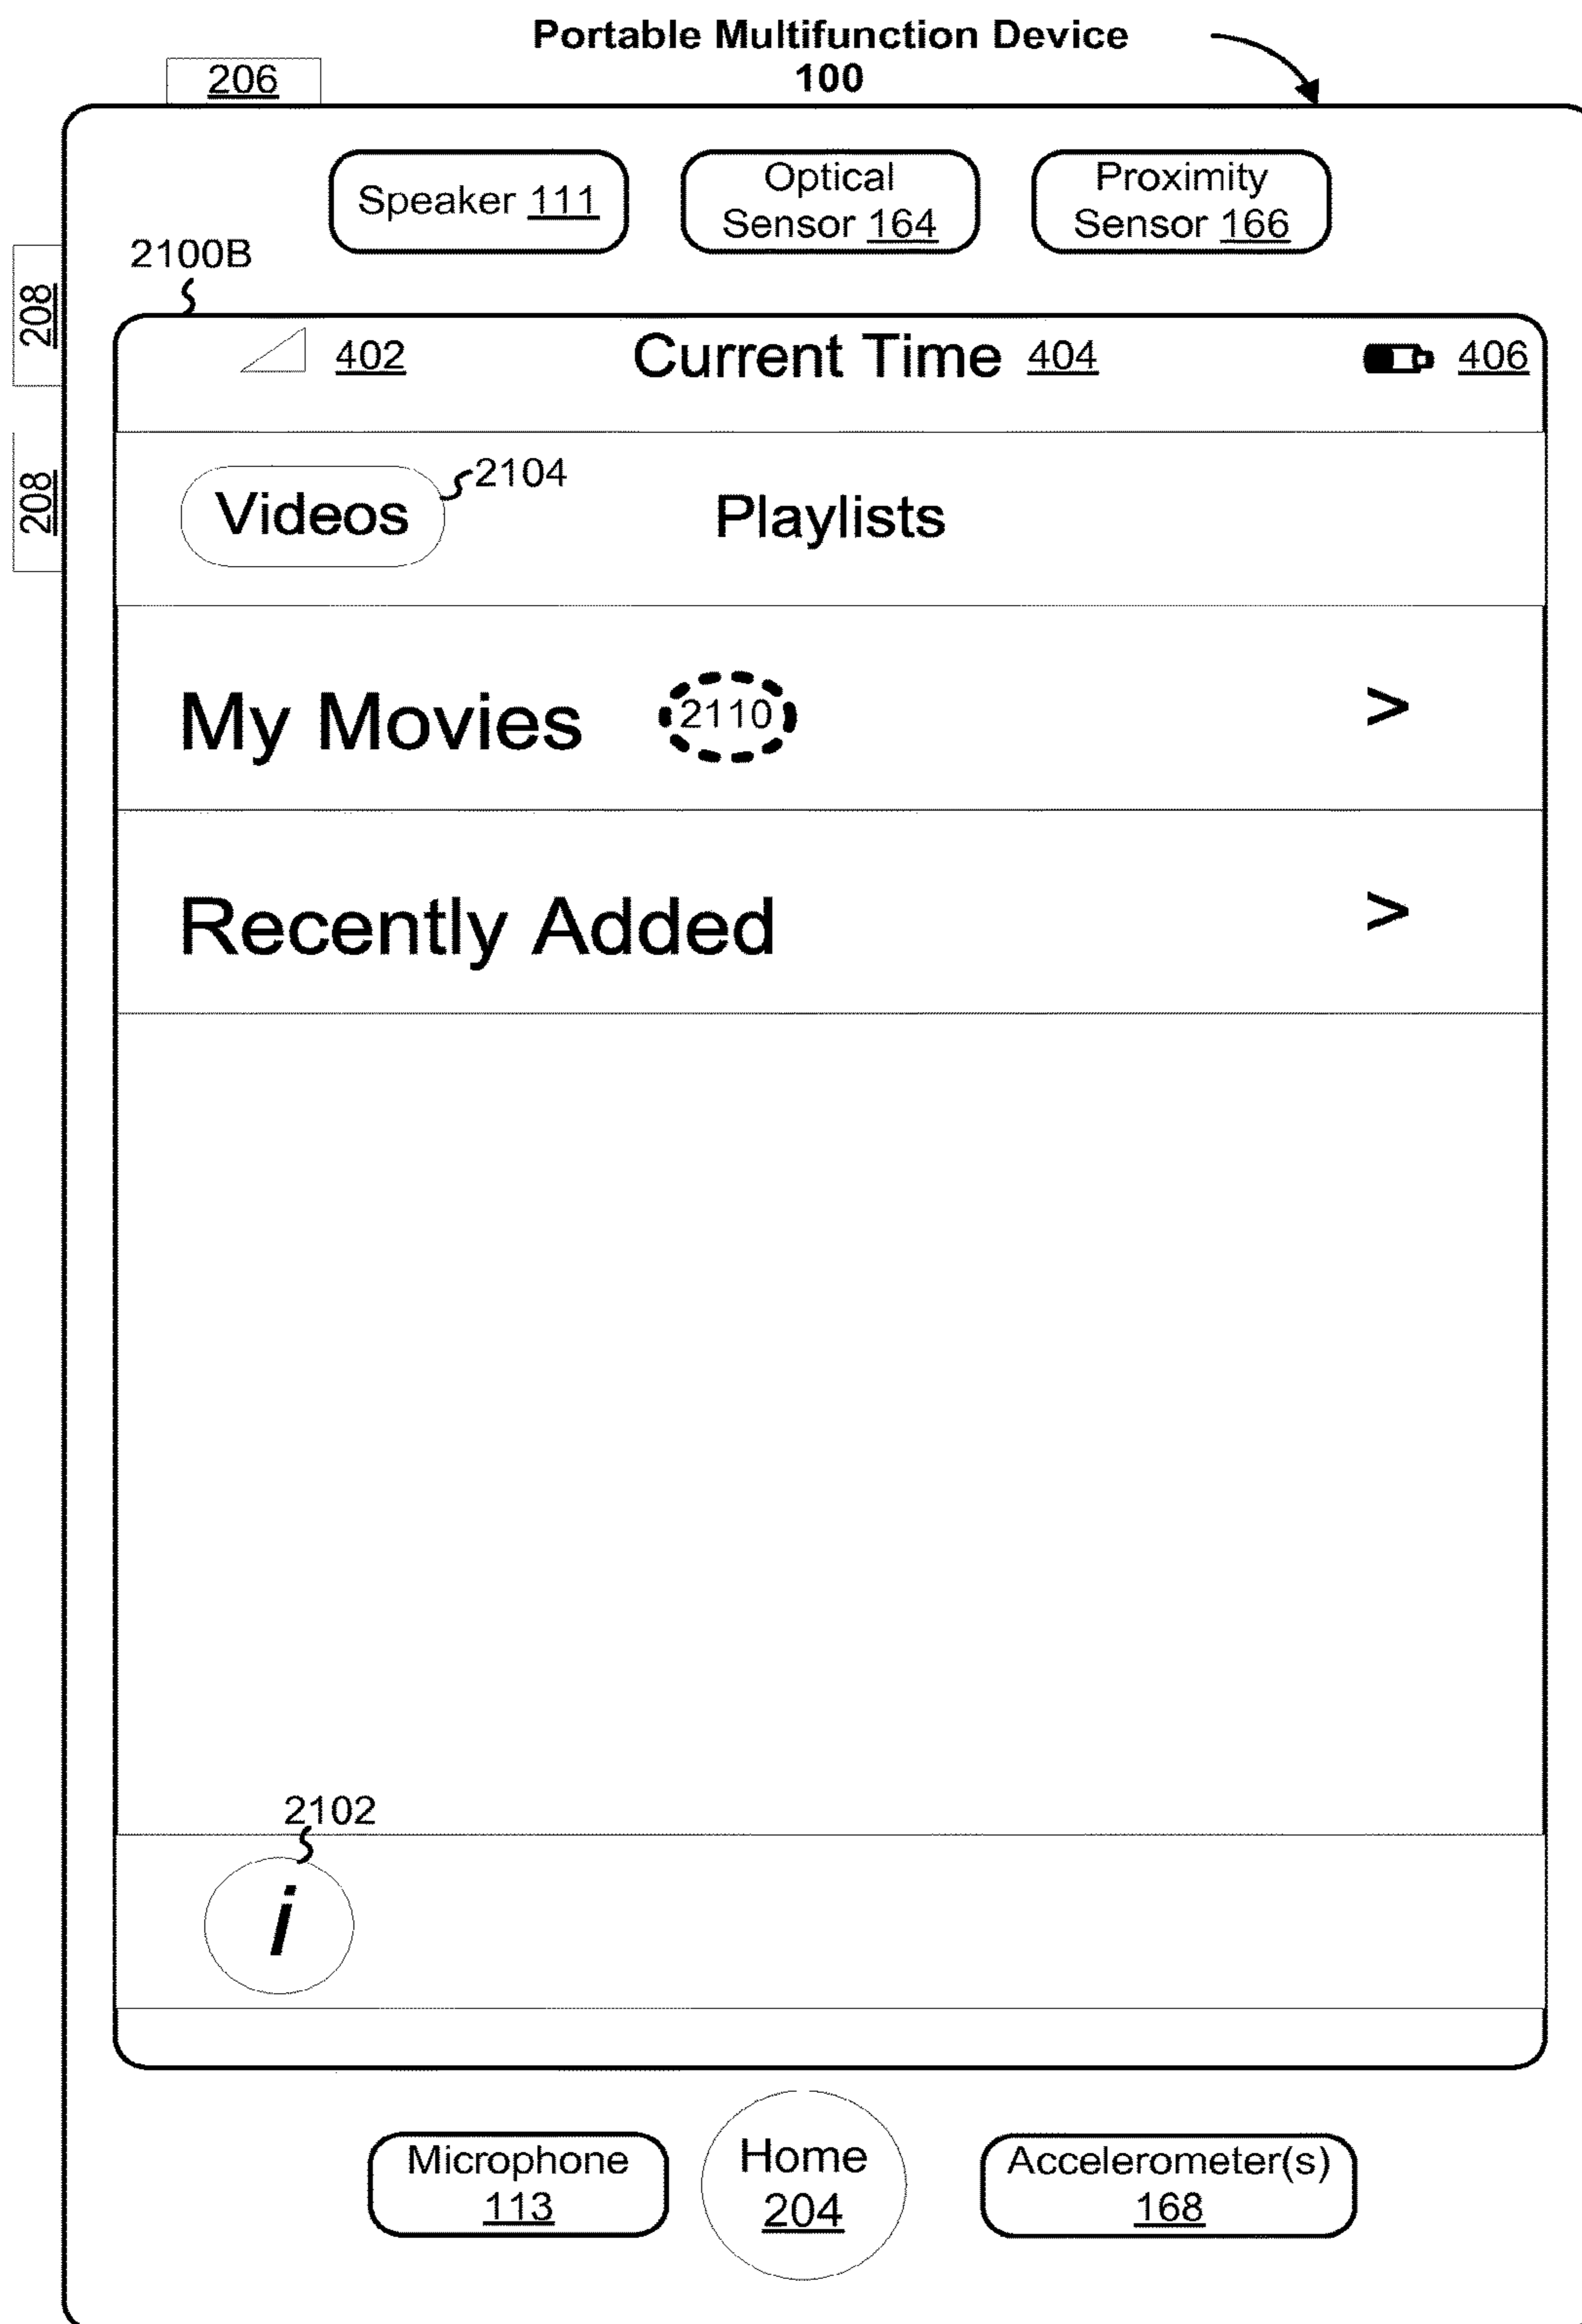 Portable Multifunction Device
100
206
Speaker 111
Optical
Sensor 164
Proximity
Sensor 166
2100B
208
402
Current Time 404
406
208
Videos
2104
Playlists
My Movies
2110
>
Recently Added
>
2102
i
Microphone
113
Home
204
Accelerometer(s)
168